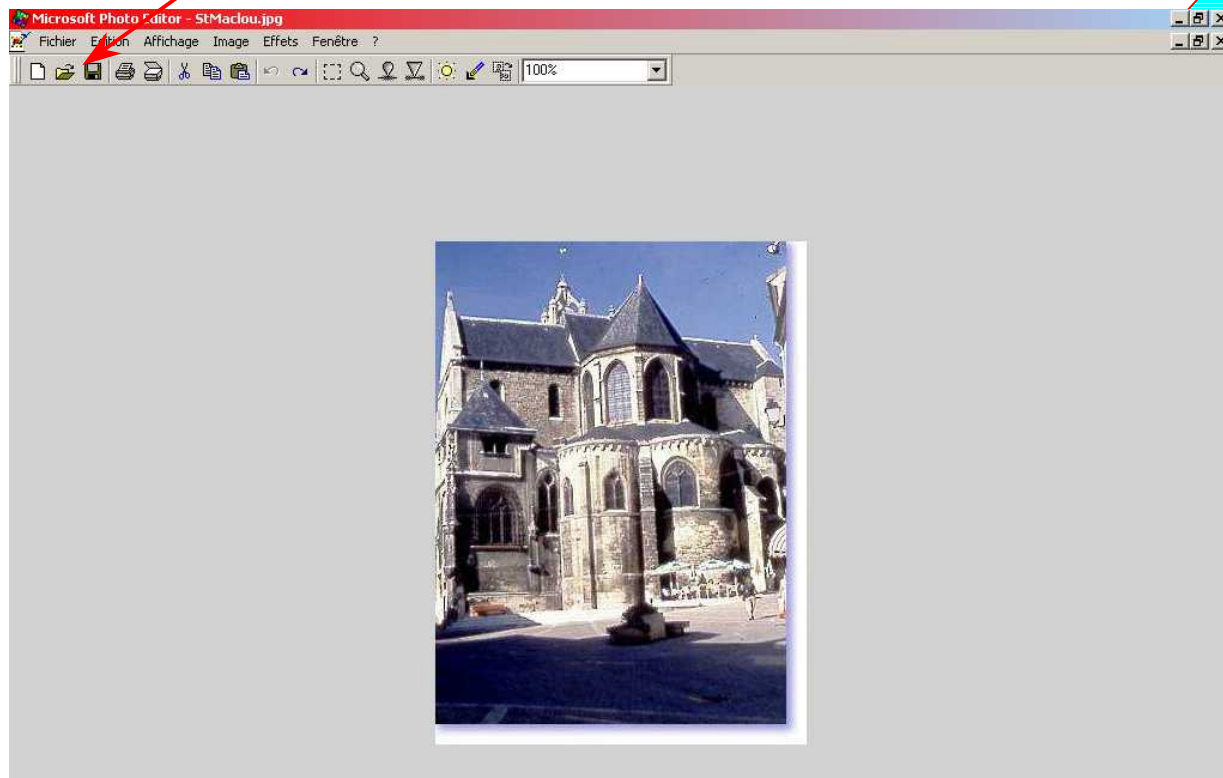 Microsoft Photo Editor - StMaclou.jpg
Fichier Edition Affichage Image Effets Fenêtre ?
100%